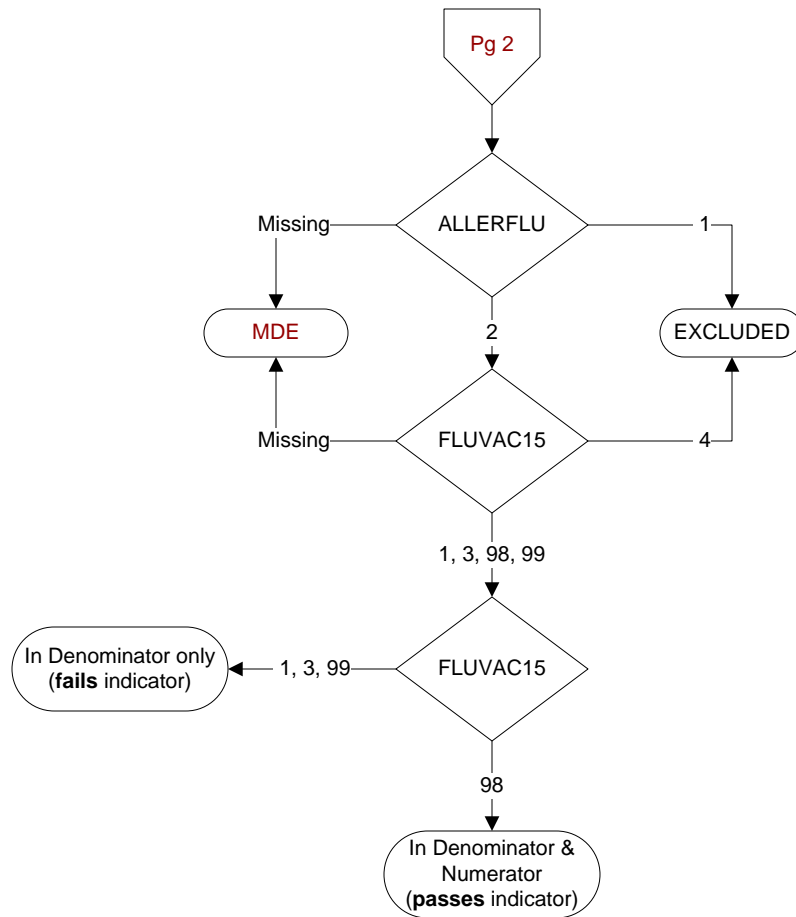 Pg 2
ALLERFLU
Missing
1
MDE
2
EXCLUDED
FLUVAC15
Missing
4
1, 3, 98, 99
In Denominator only
(fails indicator)
1, 3, 99
FLUVAC15
98
In Denominator &
Numerator
(passes indicator)